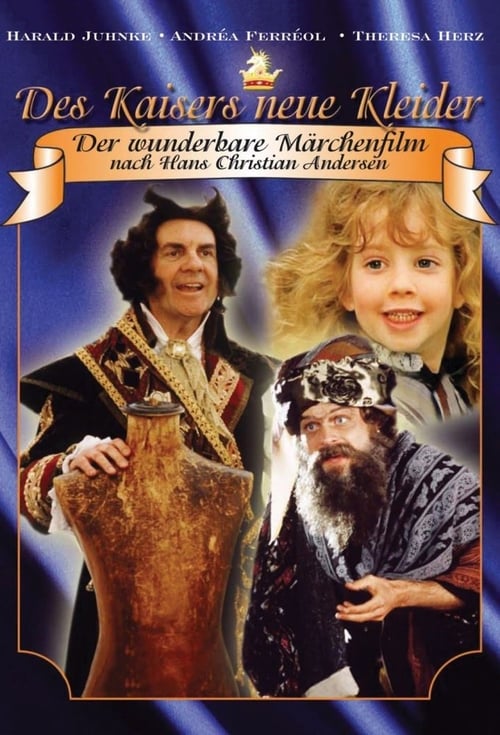 Harald Juhnke · Andréa Ferréol · Theresa Herz
Des Kaisers neue Kleider
Der wunderbare Märchenfilm
nach Hans Christian Andersen